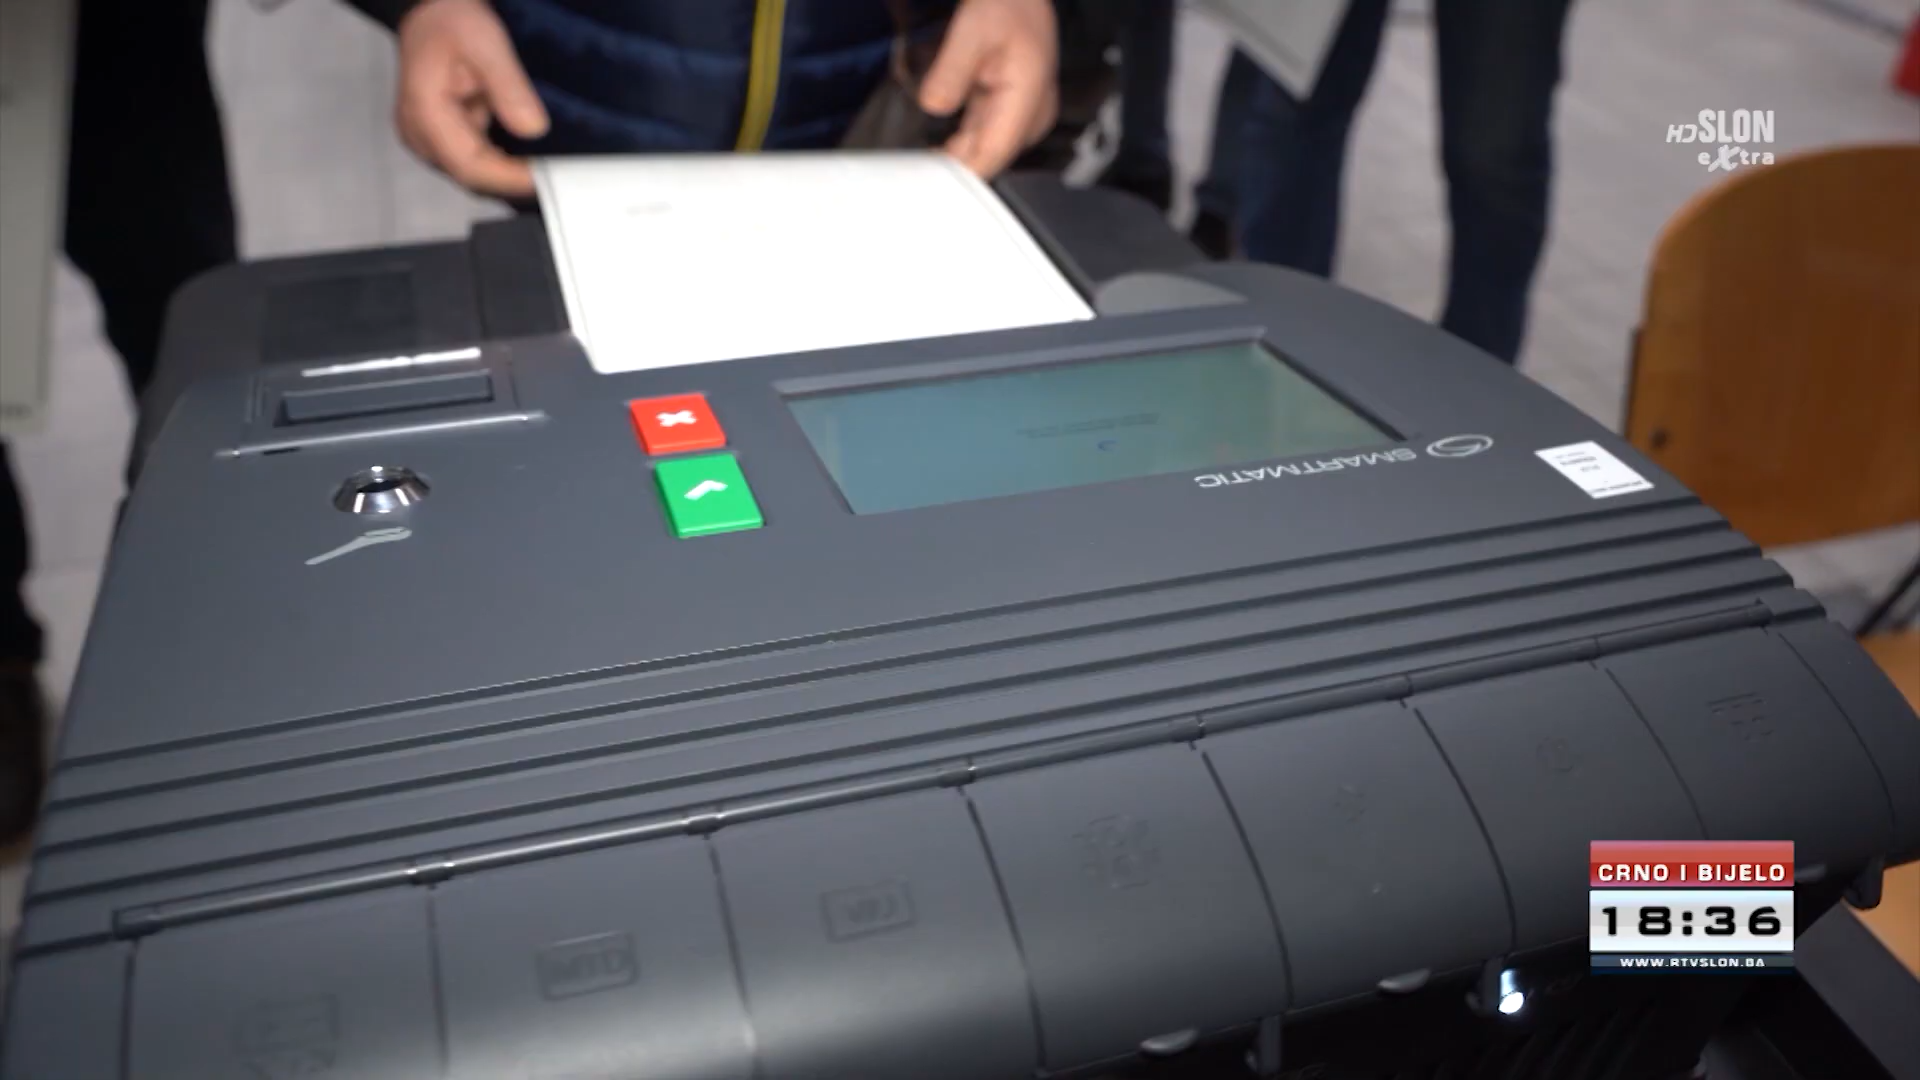 HD SLON
extra
SMARTMATIC
CRNO I BIJELO
18:36
WWW.RTVSLON.BA